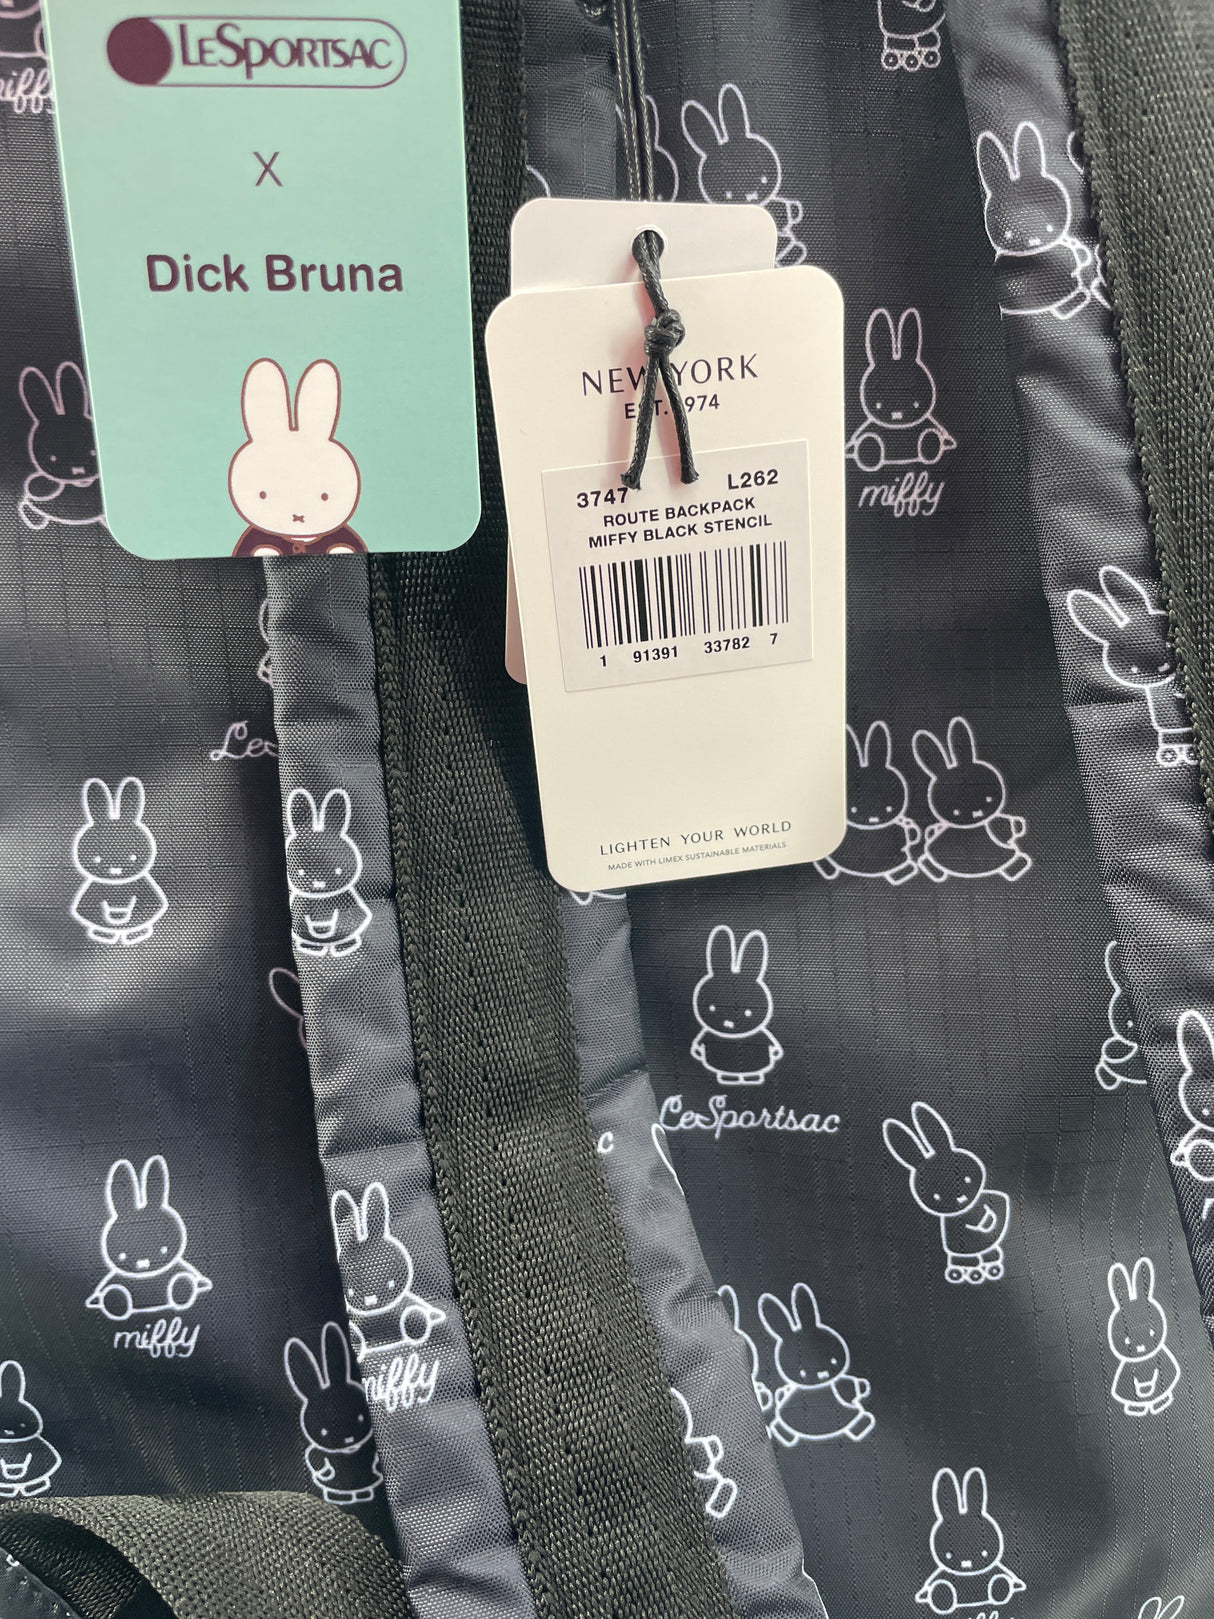 LeSportsac
X
Dick Bruna
NEW YORK
EST. 1974
3747 L262
ROUTE BACKPACK
MIFFY BLACK STENCIL
1 91391 33782 7
LIGHTEN YOUR WORLD
MADE WITH LIMEX SUSTAINABLE MATERIALS
miffy
miffy
LeSportsac
miffy
miffy